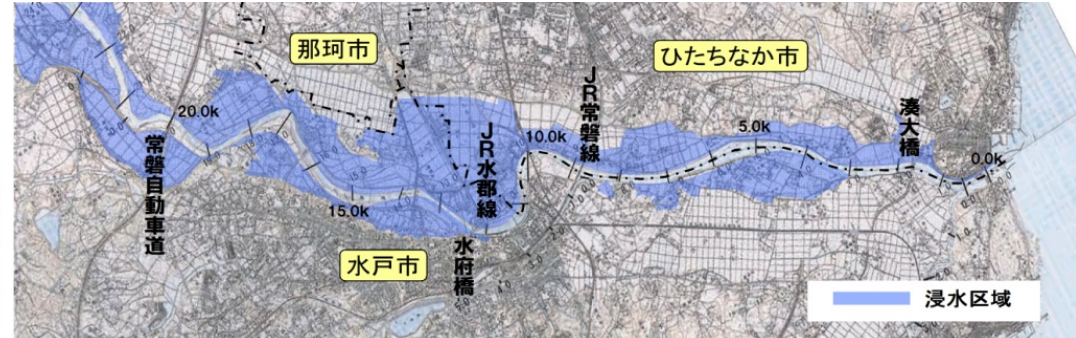 那珂市
ひたちなか市
20.0k
常磐自動車道
15.0k
水戸市
水府橋
JR水郡線
10.0k
JR常磐線
5.0k
湊大橋
0.0k
浸水区域